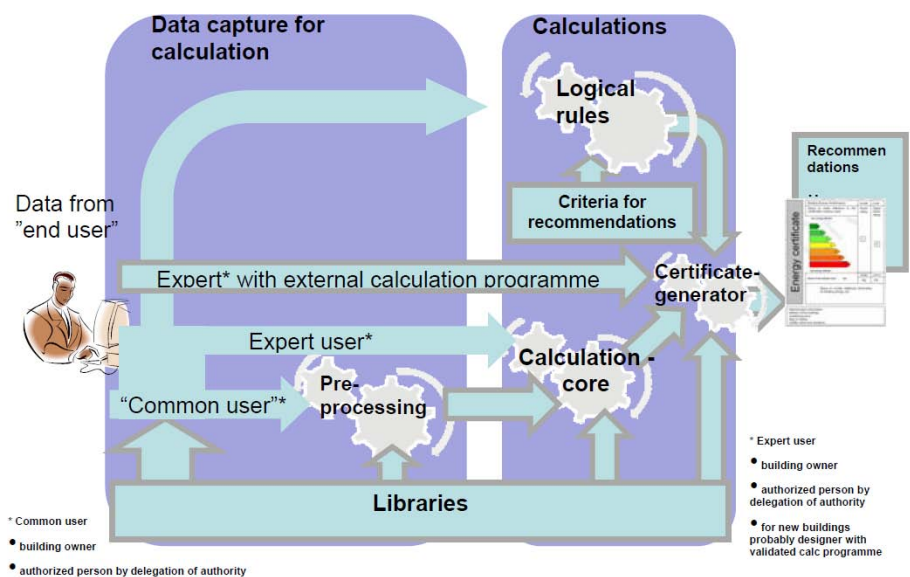 Data capture for
calculation
Calculations
Logical
rules
Recommen
dations
Criteria for
recommendations
Data from
”end user”
Energy certificate
Expert* with external calculation programme
Certificate-
generator
Expert user*
Calculation -
core
Pre-
processing
“Common user”*
Libraries
* Expert user
• building owner
• authorized person by
delegation of authority
• for new buildings
probably designer with
validated calc programme
* Common user
• building owner
• authorized person by delegation of authority